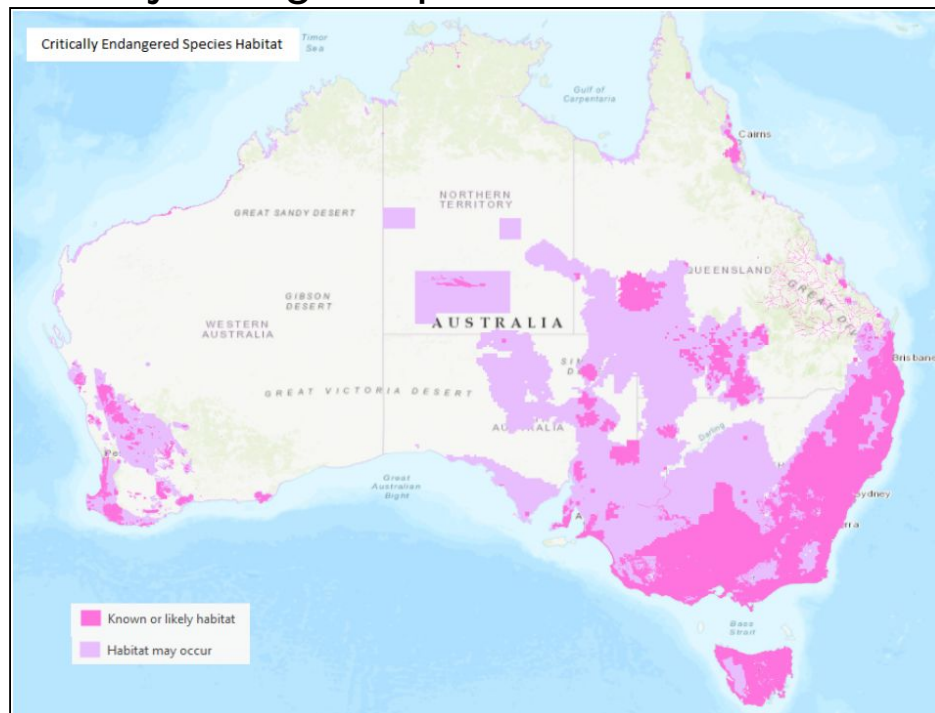 Critically Endangered Species Habitat
Timor
Sea
Gulf of
Carpentaria
Cairns
NORTHERN
TERRITORY
GREAT SANDY DESERT
QUEENSLAND
GIBSON
DESERT
GREAT
WESTERN
AUSTRALIA
AUSTRALIA
Brisbane
GREAT VICTORIA DESERT
Darling
Great
Australian
Bight
Sydney
Known or likely habitat
Habitat may occur
Bass
Strait